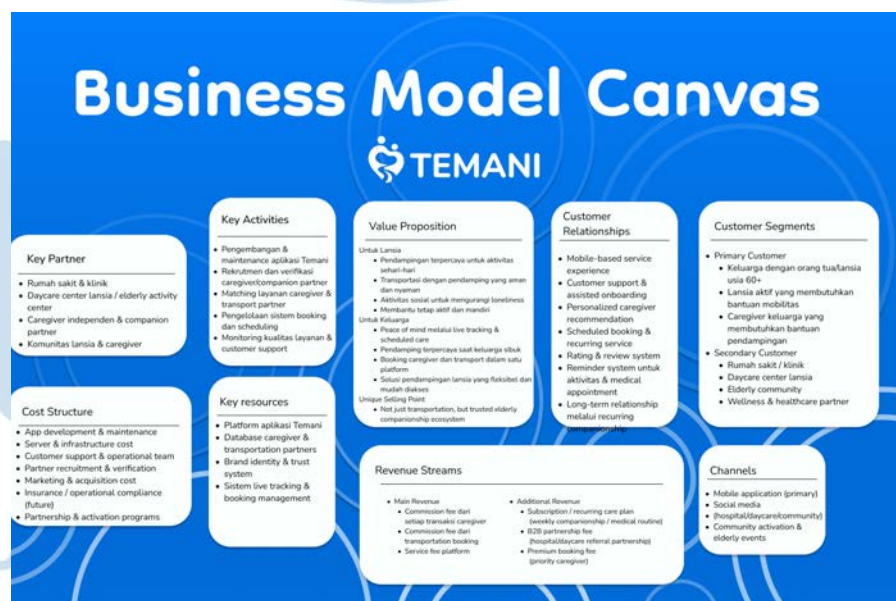 Business Model Canvas
TEMANI
Key Partner
• Rumah sakit & klinik
• Daycare center lansia / elderly activity
center
• Caregiver independen & companion
partner
• Komunitas lansia & caregiver
Key Activities
• Pengembangan &
maintenance aplikasi Temani
• Rekrutmen dan verifikasi
caregiver/companion partner
• Matching layanan caregiver &
transport partner
• Pengelolaan sistem booking
dan scheduling
• Monitoring kualitas layanan &
customer support
Value Proposition
Untuk Lansia
• Pendampingan terpercaya untuk aktivitas
sehari-hari
• Transportasi dengan pendamping yang aman
dan nyaman
• Aktivitas sosial untuk mengurangi loneliness
• Membantu tetap aktif dan mandiri
Untuk Keluarga
• Peace of mind melalui live tracking &
scheduled care
• Pendamping terpercaya saat keluarga sibuk
• Booking caregiver dan transport dalam satu
platform
• Solusi pendampingan lansia yang fleksibel dan
mudah diakses
Unique Selling Point
• Not just transportation, but trusted elderly
companionship ecosystem
Customer
Relationships
• Mobile-based service
experience
• Customer support &
assisted onboarding
• Personalized caregiver
recommendation
• Scheduled booking &
recurring service
• Rating & review system
• Reminder system untuk
aktivitas & medical
appointment
• Long-term relationship
melalui recurring
companionship
Customer Segments
• Primary Customer
• Keluarga dengan orang tua/lansia
usia 60+
• Lansia aktif yang membutuhkan
bantuan mobilitas
• Caregiver keluarga yang
membutuhkan bantuan
pendampingan
• Secondary Customer
• Rumah sakit / klinik
• Daycare center lansia
• Elderly community
• Wellness & healthcare partner
Cost Structure
• App development & maintenance
• Server & infrastructure cost
• Customer support & operational team
• Partner recruitment & verification
• Marketing & acquisition cost
• Insurance / operational compliance
(future)
• Partnership & activation programs
Key resources
• Platform aplikasi Temani
• Database caregiver &
transportation partners
• Brand identity & trust
system
• Sistem live tracking &
booking management
Revenue Streams
• Main Revenue
• Commission fee dari
setiap transaksi caregiver
• Commission fee dari
transportation booking
• Service fee platform
• Additional Revenue
• Subscription / recurring care plan
(weekly companionship / medical routine)
• B2B partnership fee
(hospital/daycare referral partnership)
• Premium booking fee
(priority caregiver)
Channels
• Mobile application (primary)
• Social media
• (hospital/daycare/community)
• Community activation &
elderly events